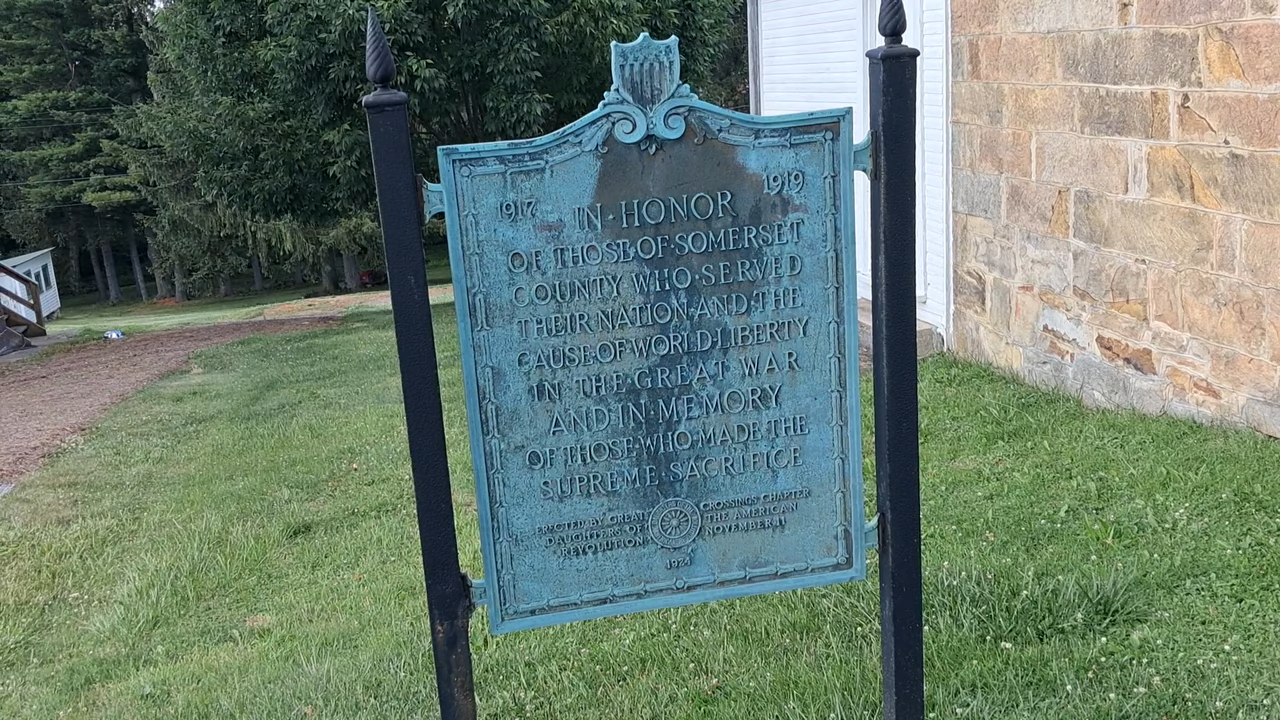 1917 1919
IN·HONOR
OF·THOSE·OF·SOMERSET
COUNTY WHO·SERVED
THEIR NATION·AND·THE
CAUSE·OF·WORLD·LIBERTY
IN THE·GREAT WAR
AND·IN·MEMORY
OF·THOSE·WHO·MADE·THE
SUPREME·SACRIFICE
ERECTED BY GREAT CROSSINGS CHAPTER
DAUGHTERS OF THE AMERICAN
REVOLUTION NOVEMBER 11
1924